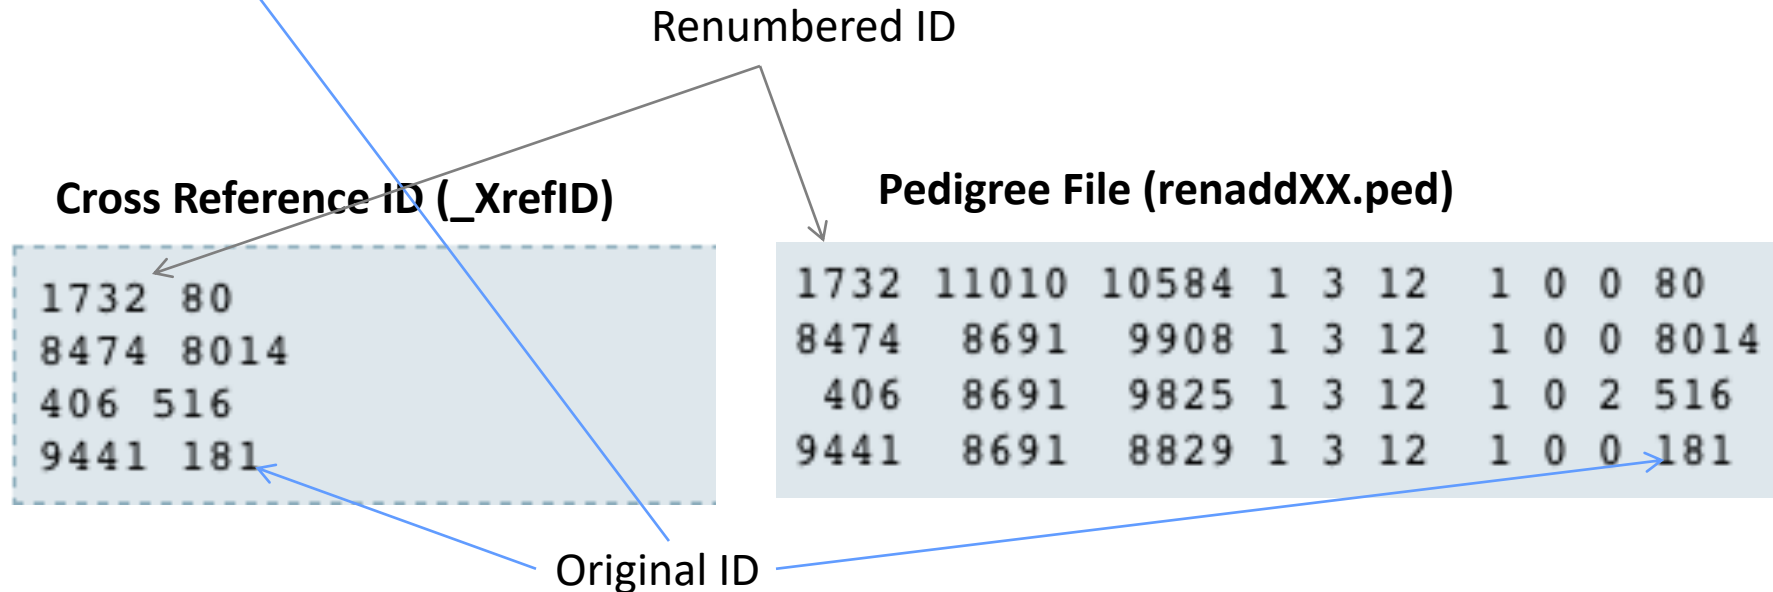 Renumbered ID
Cross Reference ID (_XrefID)
1732 80
8474 8014
406 516
9441 181
Pedigree File (renaddXX.ped)
1732 11010 10584 1 3 12 1 0 0 80
8474 8691 9908 1 3 12 1 0 0 8014
406 8691 9825 1 3 12 1 0 2 516
9441 8691 8829 1 3 12 1 0 0 181
Original ID